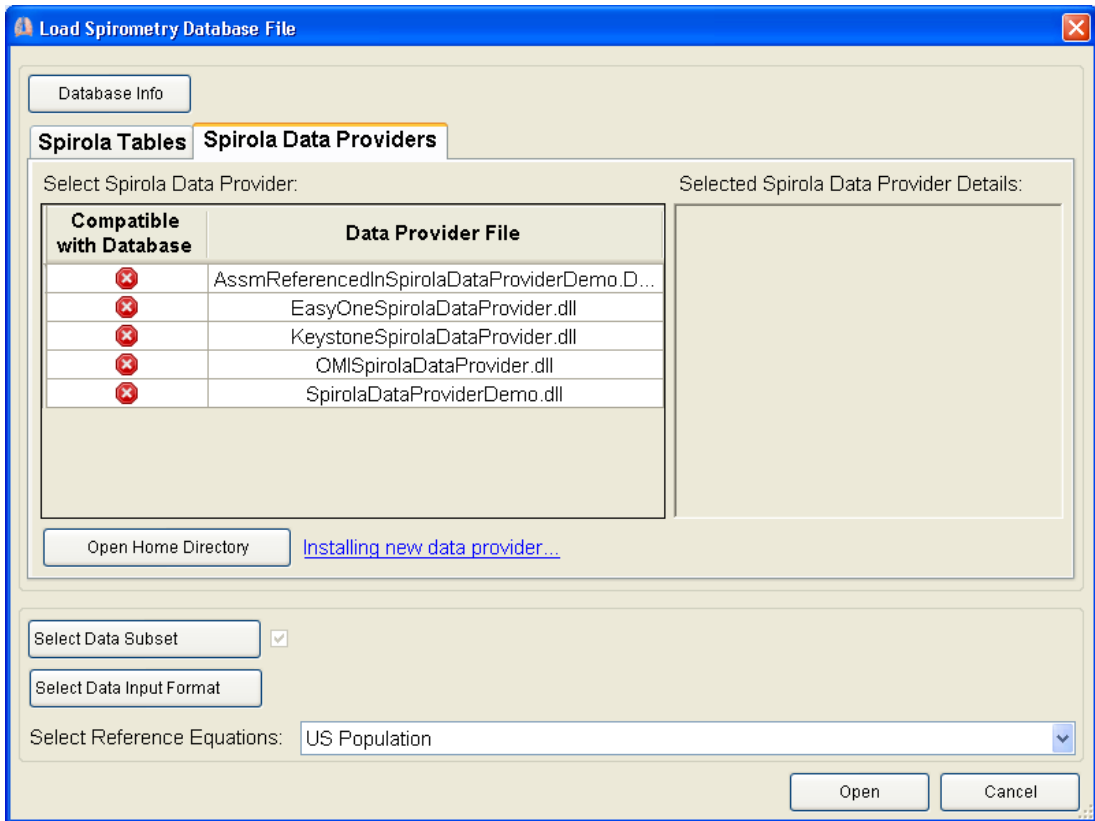 Load Spirometry Database File
Database Info
Spirola Tables
Spirola Data Providers
Select Spirola Data Provider:
Selected Spirola Data Provider Details:
Compatible
with Database
Data Provider File
AssmReferencedInSpirolaDataProviderDemo.D...
EasyOneSpirolaDataProvider.dll
KeystoneSpirolaDataProvider.dll
OMISpirolaDataProvider.dll
SpirolaDataProviderDemo.dll
Open Home Directory
Installing new data provider...
Select Data Subset
Select Data Input Format
Select Reference Equations:
US Population
Open
Cancel